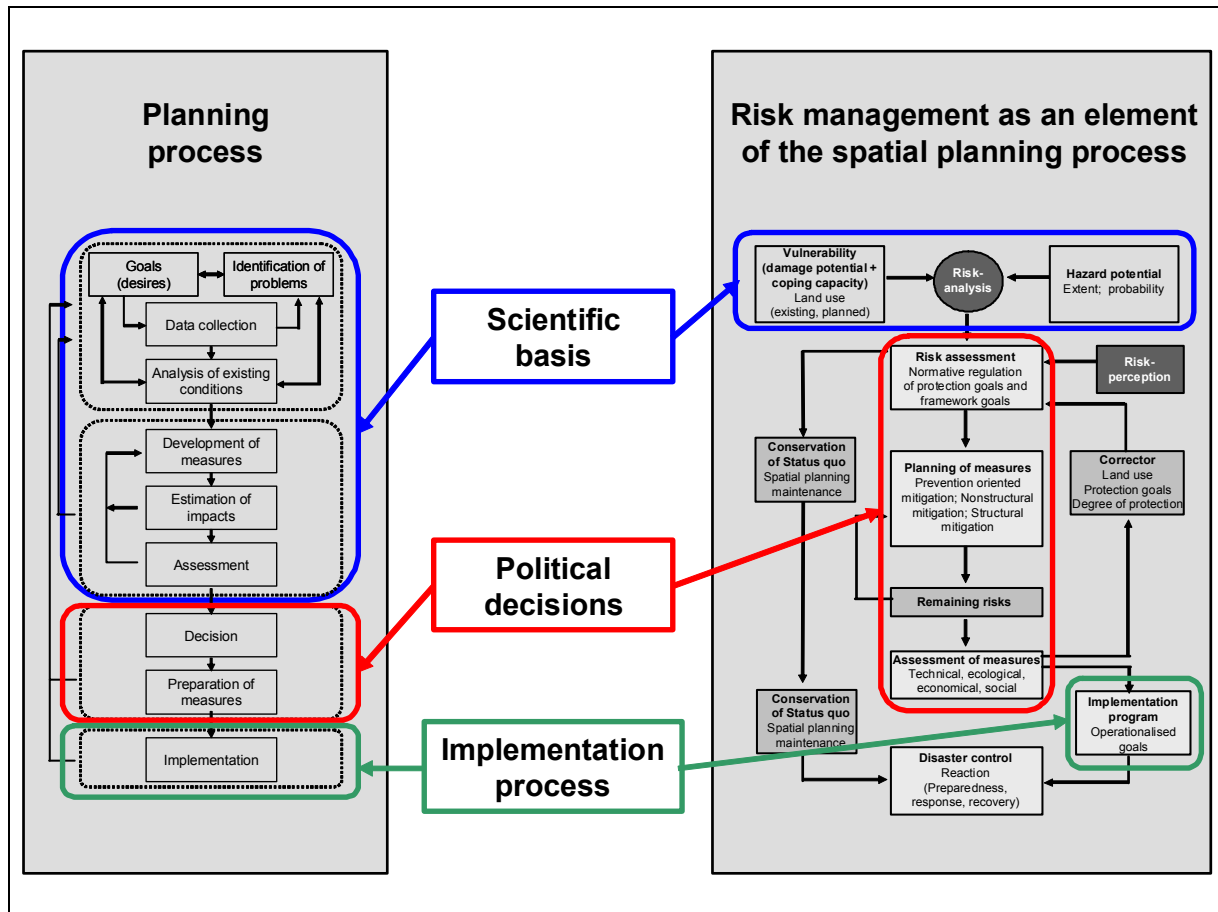 Planning
process
Goals
(desires)
Identification of
problems
Data collection
Analysis of existing
conditions
Development of
measures
Estimation of
impacts
Assessment
Decision
Preparation of
measures
Implementation
Scientific
basis
Political
decisions
Implementation
process
Risk management as an element
of the spatial planning process
Vulnerability
(damage potential +
coping capacity)
Land use
(existing, planned)
Risk-
analysis
Hazard potential
Extent; probability
Risk assessment
Normative regulation
of protection goals and
framework goals
Risk-
perception
Conservation
of Status quo
Spatial planning
maintenance
Planning of measures
Prevention oriented
mitigation; Nonstructural
mitigation; Structural
mitigation
Corrector
Land use
Protection goals
Degree of protection
Remaining risks
Assessment of measures
Technical, ecological,
economical, social
Conservation
of Status quo
Spatial planning
maintenance
Implementation
program
Operationalised
goals
Disaster control
Reaction
(Preparedness,
response, recovery)